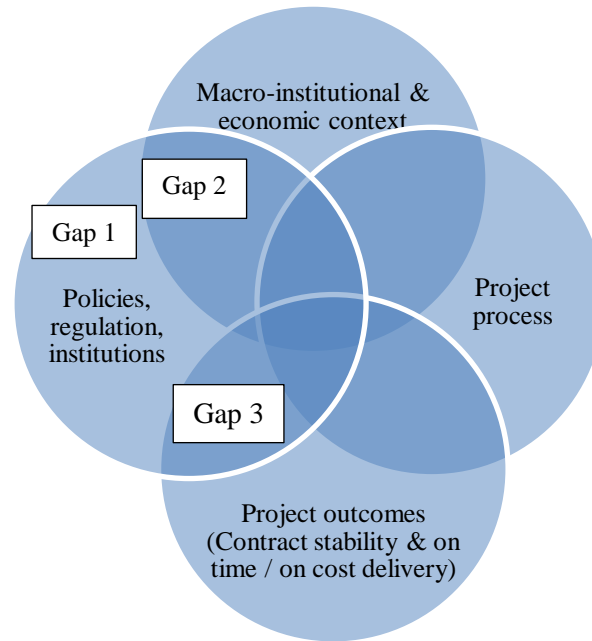 Macro-institutional &
economic context
Gap 2
Gap 1
Policies,
regulation,
institutions
Project
process
Gap 3
Project outcomes
(Contract stability & on
time / on cost delivery)